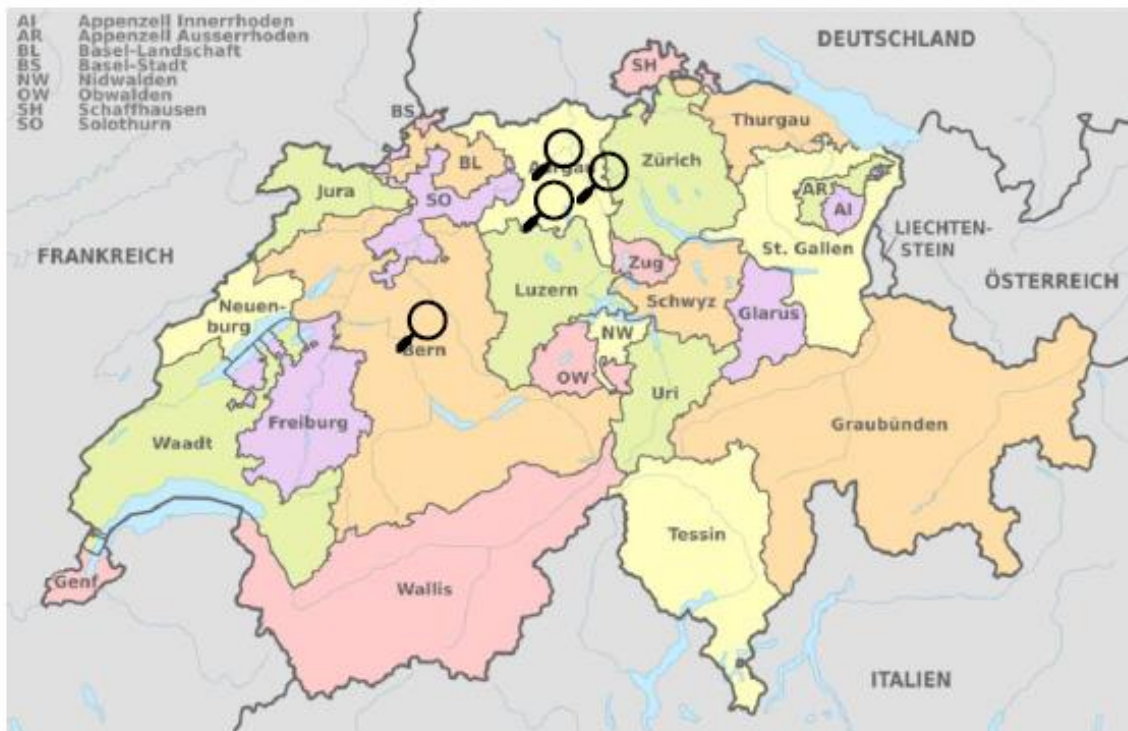 AI Appenzell Innerrhoden
AR Appenzell Ausserrhoden
BL Basel-Landschaft
BS Basel-Stadt
NW Nidwalden
OW Obwalden
SH Schaffhausen
SO Solothurn
DEUTSCHLAND
SH
BS
Thurgau
BL
Aargau
Zürich
Jura
SO
AR
AI
FRANKREICH
St. Gallen
LIECHTEN-
STEIN
Zug
ÖSTERREICH
Luzern
Schwyz
Neuen-
burg
Glarus
NW
Bern
OW
Uri
Freiburg
Graubünden
Waadt
Tessin
Genf
Wallis
ITALIEN